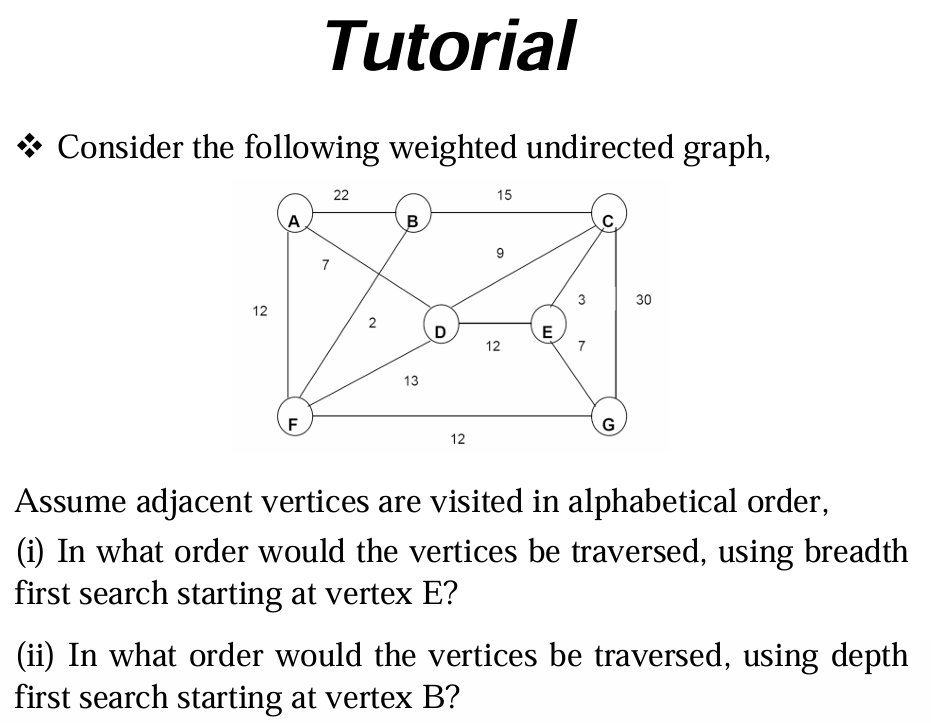 Tutorial
❖ Consider the following weighted undirected graph,
22 15
A B C
9
7
12 2 3 30
D E
12 7
13
F G
12
Assume adjacent vertices are visited in alphabetical order,
(i) In what order would the vertices be traversed, using breadth
first search starting at vertex E?
(ii) In what order would the vertices be traversed, using depth
first search starting at vertex B?